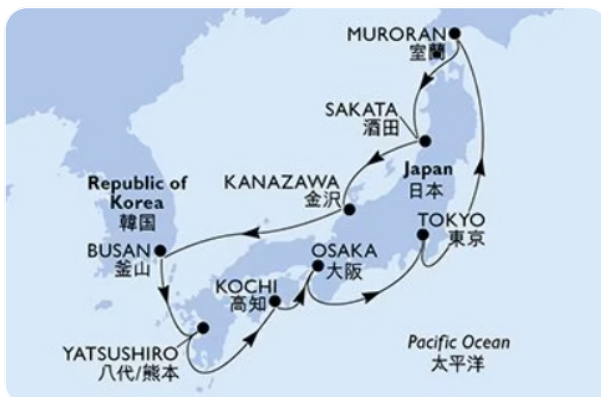 MURORAN
室蘭
SAKATA
酒田
Japan
日本
KANAZAWA
金沢
Republic of
Korea
韓国
TOKYO
東京
BUSAN
釜山
OSAKA
大阪
KOCHI
高知
YATSUSHIRO
八代/熊本
Pacific Ocean
太平洋